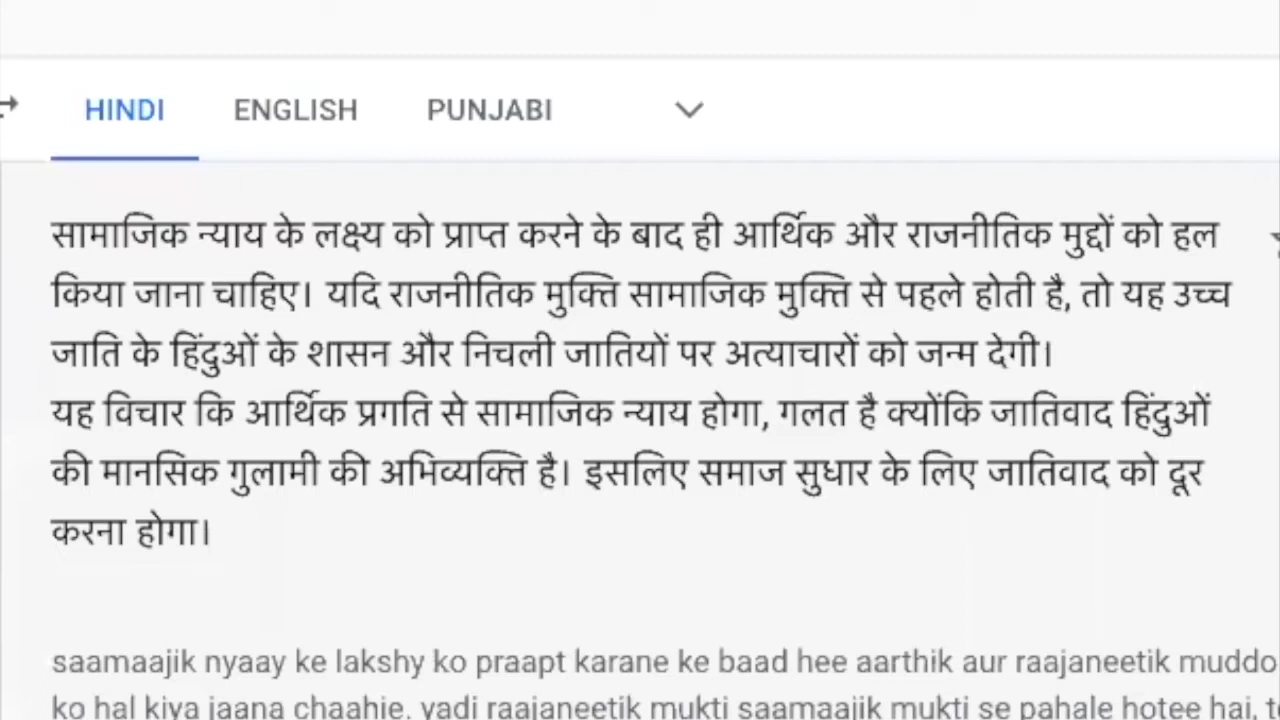 HINDI ENGLISH PUNJABI
सामाजिक न्याय के लक्ष्य को प्राप्त करने के बाद ही आर्थिक और राजनीतिक मुद्दों को हल
किया जाना चाहिए। यदि राजनीतिक मुक्ति सामाजिक मुक्ति से पहले होती है, तो यह उच्च
जाति के हिंदुओं के शासन और निचली जातियों पर अत्याचारों को जन्म देगी।
यह विचार कि आर्थिक प्रगति से सामाजिक न्याय होगा, गलत है क्योंकि जातिवाद हिंदुओं
की मानसिक गुलामी की अभिव्यक्ति है। इसलिए समाज सुधार के लिए जातिवाद को दूर
करना होगा।
saamaajik nyaay ke lakshy ko praapt karane ke baad hee aarthik aur raajaneetik muddo
ko hal kiya jaana chaahie. yadi raajaneetik mukti saamaajik mukti se pahale hotee hai, t